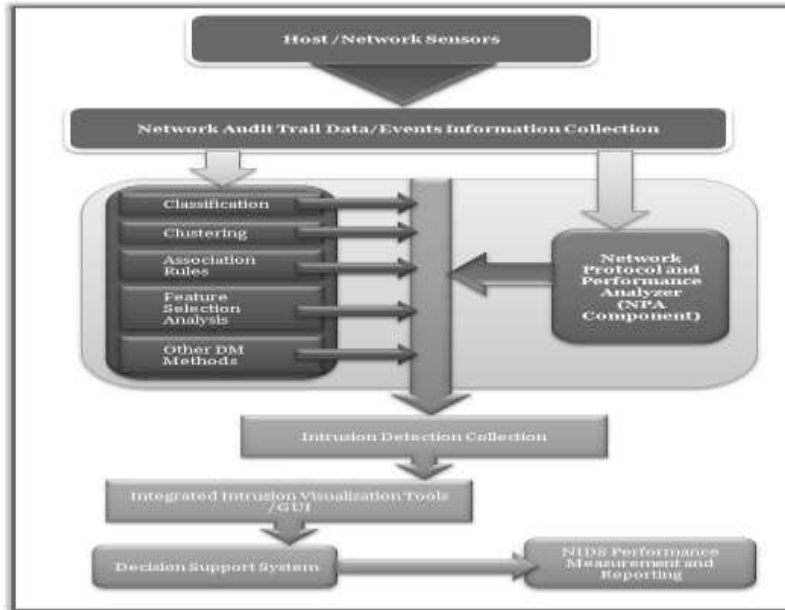 Host /Network Sensors
Network Audit Trail Data/Events Information Collection
Classification
Clustering
Association
Rules
Feature
Selection
Analysis
Other DM
Methods
Network
Protocol and
Performance
Analyzer
(NPA
Component)
Intrusion Detection Collection
Integrated Intrusion Visualization Tools
/GUI
Decision Support System
NIDS Performance
Measurement and
Reporting